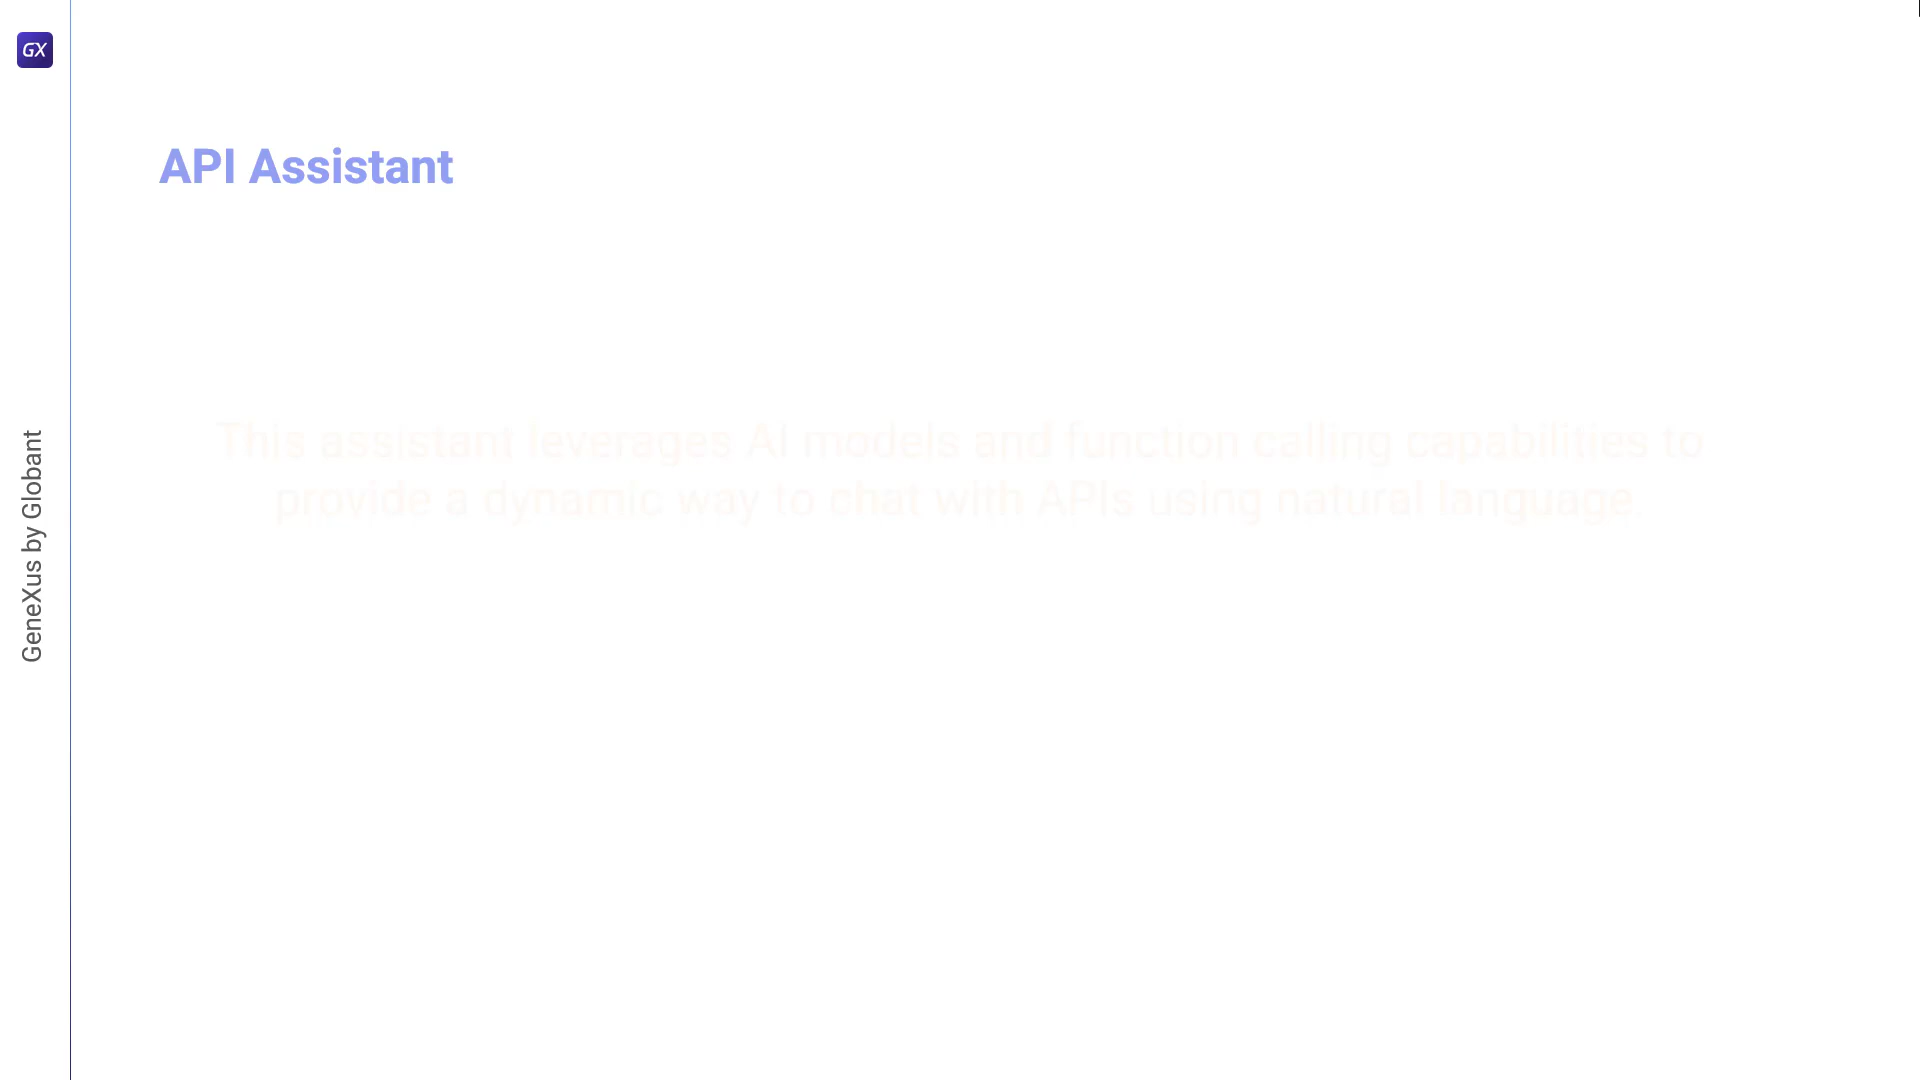 GX
API Assistant
This assistant leverages AI models and function calling capabilities to
provide a dynamic way to chat with APIs using natural language.
GeneXus by Globant